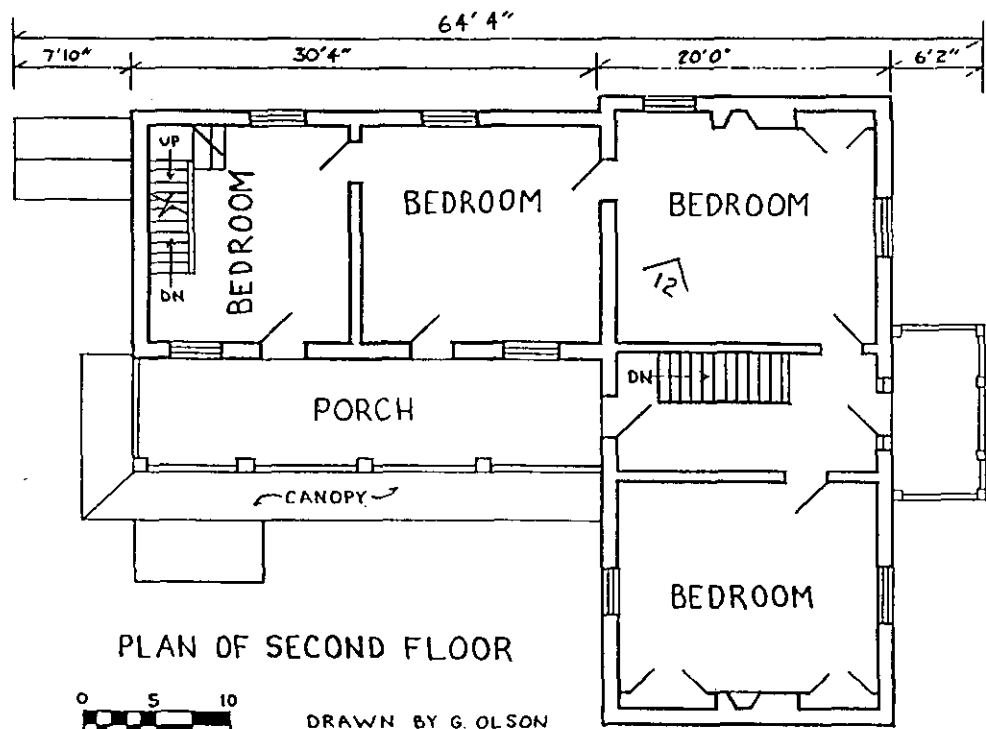 64' 4"
7'10" 30'4" 20'0" 6'2"
UP
BEDROOM
BEDROOM
BEDROOM
12
DN
DN
PORCH
CANOPY
BEDROOM
PLAN OF SECOND FLOOR
0 5 10
DRAWN BY G. OLSON